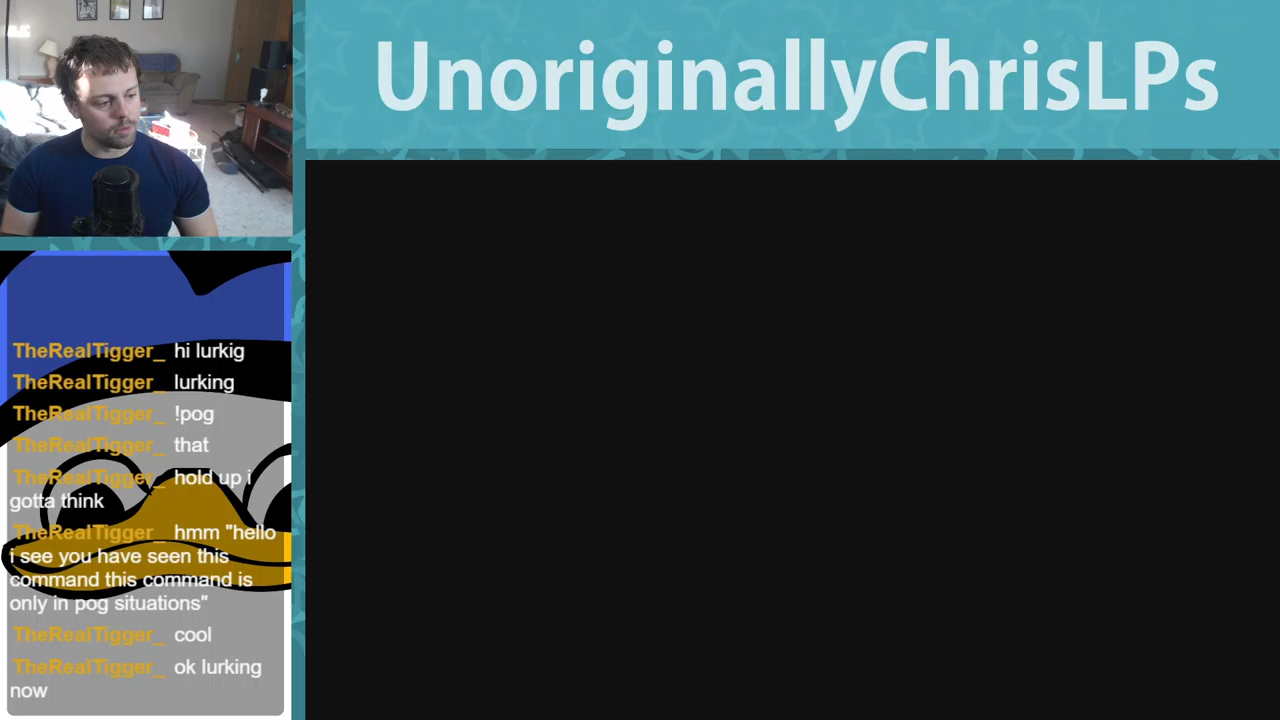 UnoriginallyChrisLPs
TheRealTigger_ hi lurkig
TheRealTigger_ lurking
TheRealTigger_ !pog
TheRealTigger_ that
TheRealTigger_ hold up i
gotta think
TheRealTigger_ hmm "hello
i see you have seen this
command this command is
only in pog situations"
TheRealTigger_ cool
TheRealTigger_ ok lurking
now